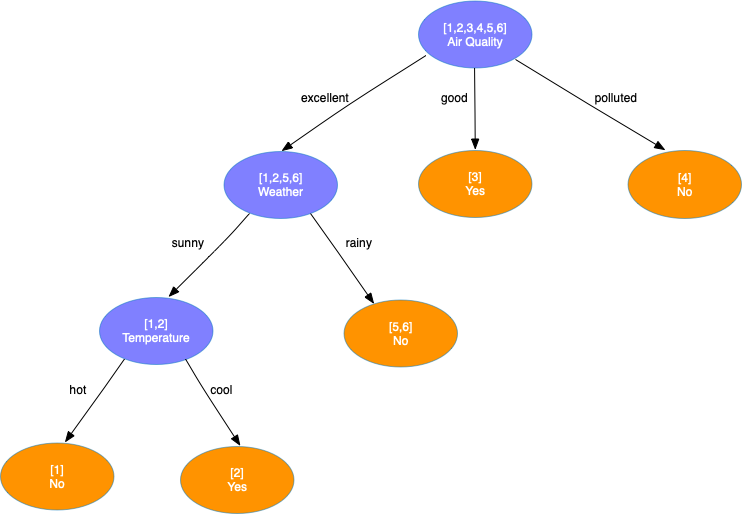 [1,2,3,4,5,6]
Air Quality
excellent
good
polluted
[1,2,5,6]
Weather
[3]
Yes
[4]
No
sunny
rainy
[1,2]
Temperature
[5,6]
No
hot
cool
[1]
No
[2]
Yes